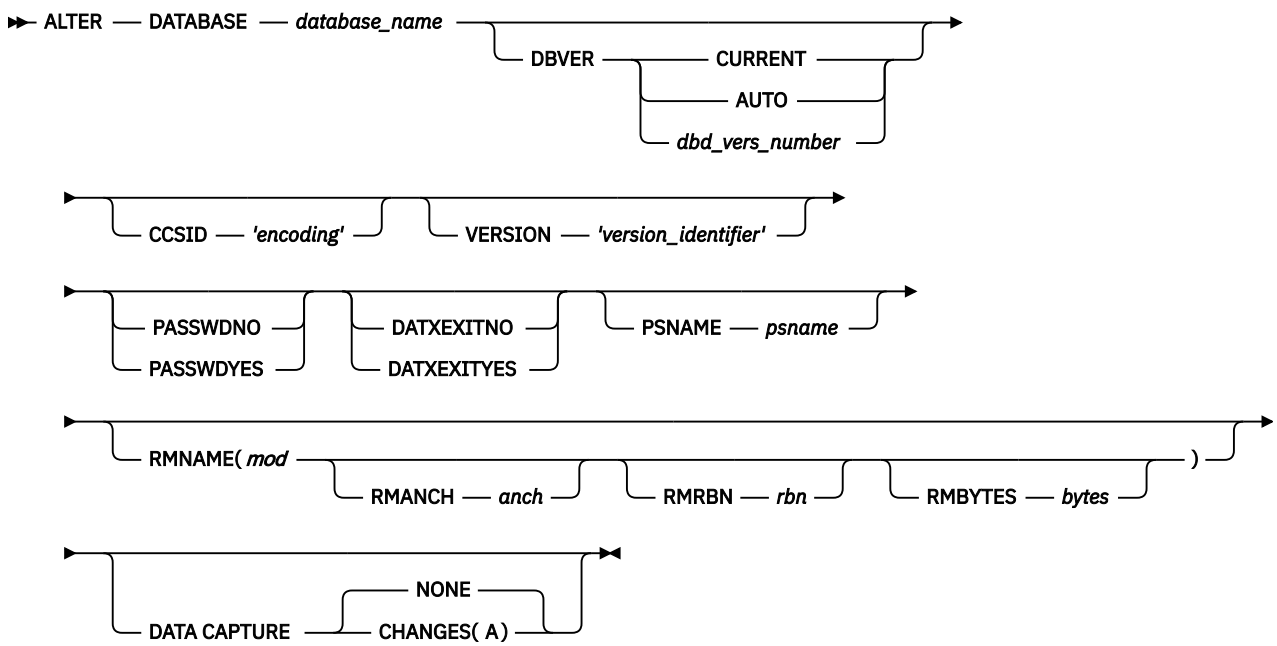 ALTER DATABASE database_name
DBVER CURRENT
AUTO
dbd_vers_number
CCSID 'encoding' VERSION 'version_identifier'
PASSWDNO DATXEXITNO PSNAME psname
PASSWDYES DATXEXITYES
RMNAME( mod )
RMANCH anch RMRBN rbn RMBYTES bytes
NONE
DATA CAPTURE CHANGES( A )